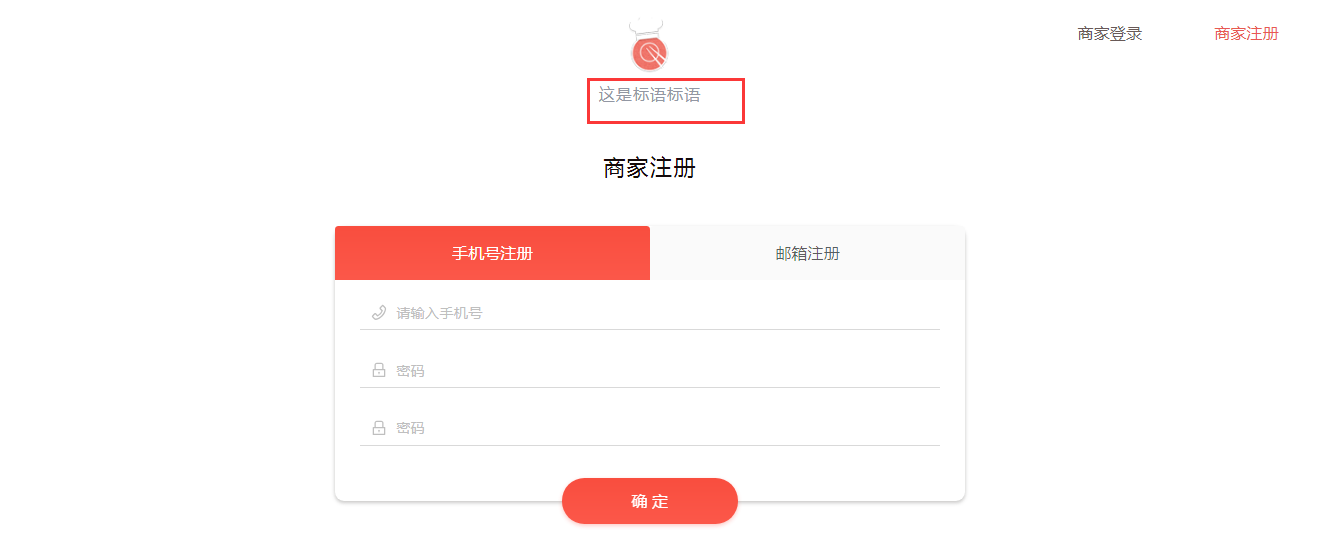 商家登录 商家注册
这是标语标语
商家注册
手机号注册 邮箱注册
请输入手机号
密码
密码
确 定